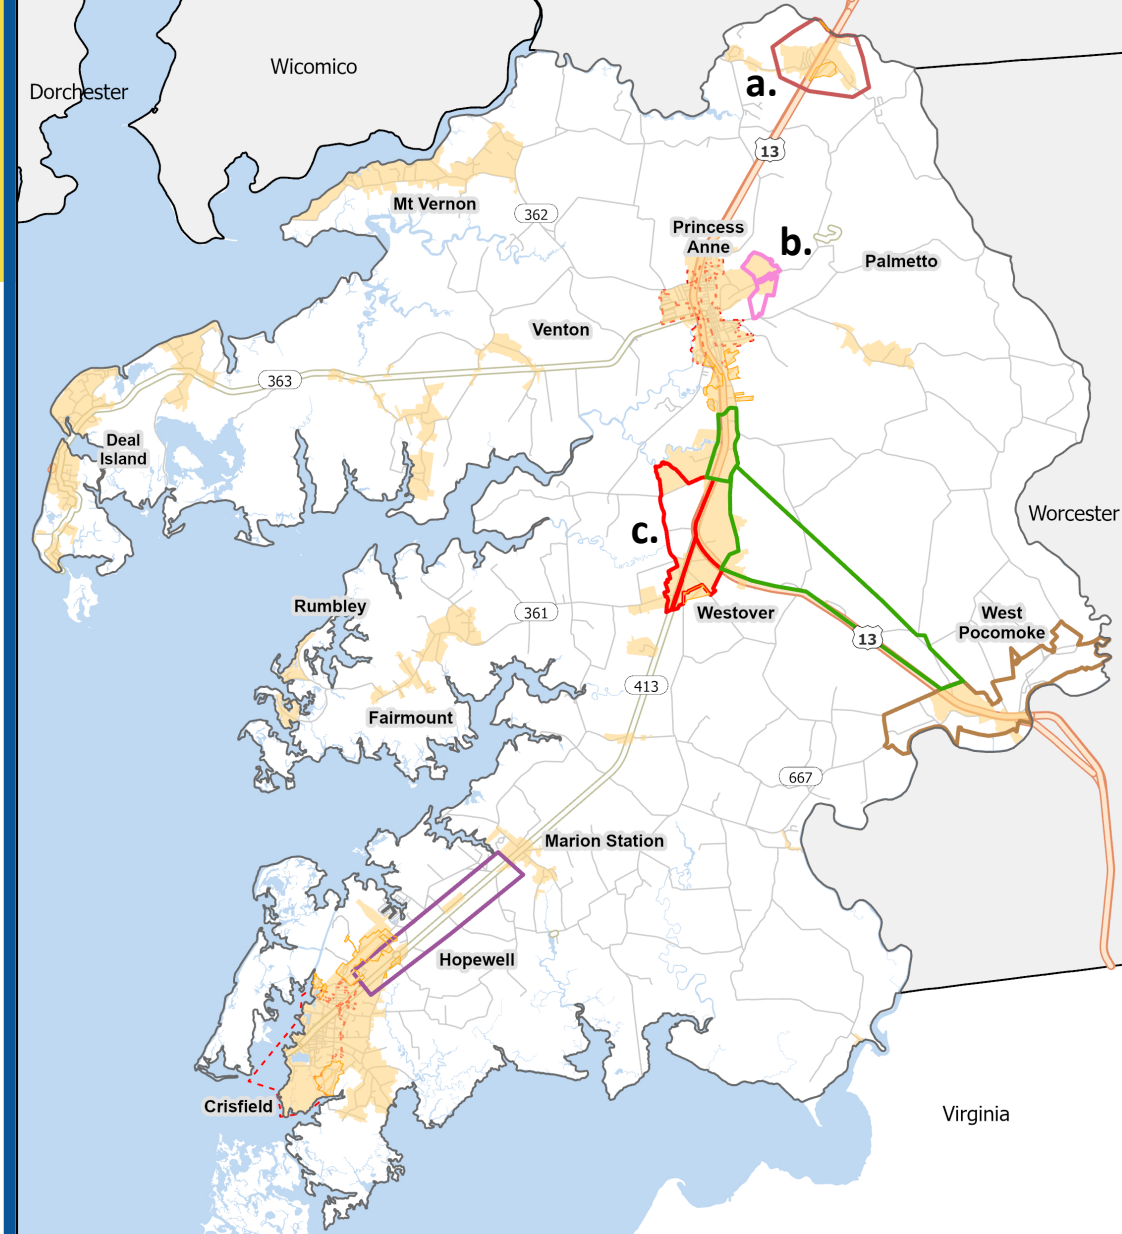 Wicomico
Dorchester
a.
13
Mt Vernon
362
Princess
Anne
b.
Palmetto
Venton
363
Deal
Island
c.
Worcester
Rumbley
361
Westover
West
Pocomoke
13
413
Fairmount
667
Marion Station
Hopewell
Crisfield
Virginia